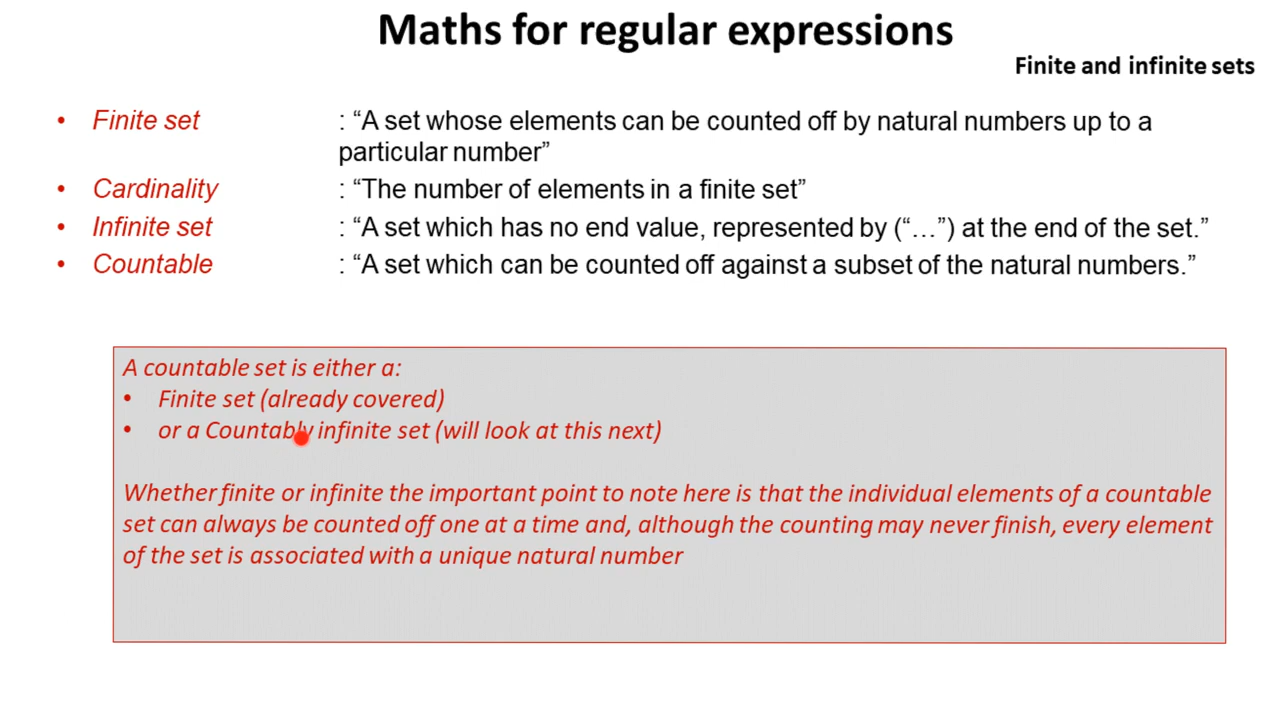 Maths for regular expressions
Finite and infinite sets
• Finite set : “A set whose elements can be counted off by natural numbers up to a
particular number”
• Cardinality : “The number of elements in a finite set”
• Infinite set : “A set which has no end value, represented by (“…”) at the end of the set.”
• Countable : “A set which can be counted off against a subset of the natural numbers.”
A countable set is either a:
• Finite set (already covered)
• or a Countably infinite set (will look at this next)
Whether finite or infinite the important point to note here is that the individual elements of a countable
set can always be counted off one at a time and, although the counting may never finish, every element
of the set is associated with a unique natural number